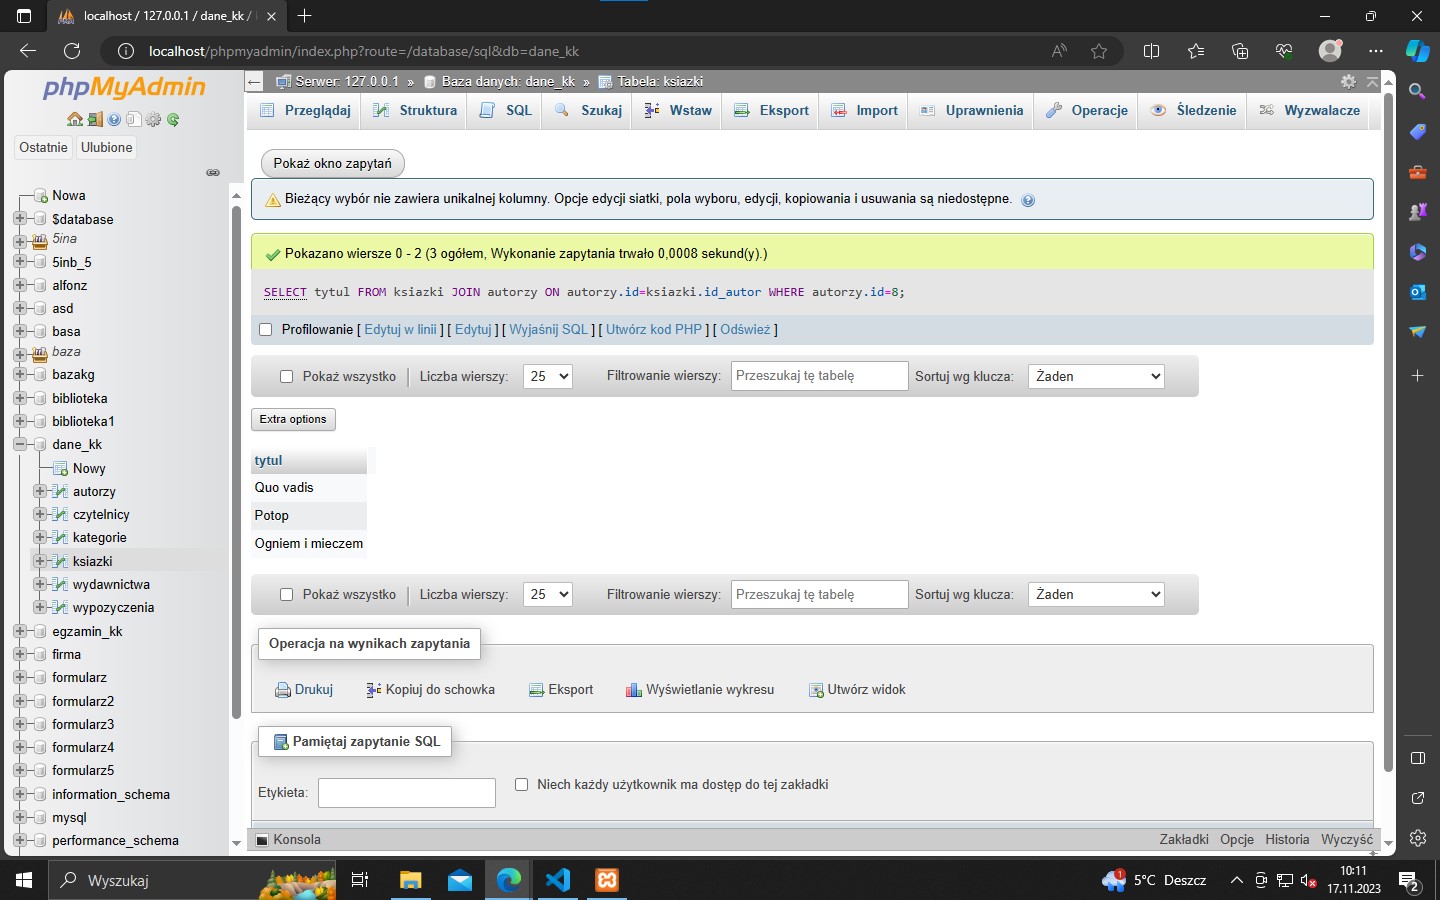 localhost / 127.0.0.1 / dane_kk /
localhost/phpmyadmin/index.php?route=/database/sql&db=dane_kk
phpMyAdmin
Ostatnie Ulubione
Nowa
$database
5ina
5inb_5
alfonz
asd
basa
baza
bazakg
biblioteka
biblioteka1
dane_kk
Nowy
autorzy
czytelnicy
kategorie
ksiazki
wydawnictwa
wypozyczenia
egzamin_kk
firma
formularz
formularz2
formularz3
formularz4
formularz5
information_schema
mysql
performance_schema
Serwer: 127.0.0.1 » Baza danych: dane_kk » Tabela: ksiazki
Przeglądaj Struktura SQL Szukaj Wstaw Eksport Import Uprawnienia Operacje Śledzenie Wyzwalacze
Pokaż okno zapytań
Bieżący wybór nie zawiera unikalnej kolumny. Opcje edycji siatki, pola wyboru, edycji, kopiowania i usuwania są niedostępne.
Pokazano wiersze 0 - 2 (3 ogółem, Wykonanie zapytania trwało 0,0008 sekund(y).)
SELECT tytul FROM ksiazki JOIN autorzy ON autorzy.id=ksiazki.id_autor WHERE autorzy.id=8;
Profilowanie [ Edytuj w linii ] [ Edytuj ] [ Wyjaśnij SQL ] [ Utwórz kod PHP ] [ Odśwież ]
Pokaż wszystko | Liczba wierszy: 25 Filtrowanie wierszy: Przeszukaj tę tabelę Sortuj wg klucza: Żaden
Extra options
tytul
Quo vadis
Potop
Ogniem i mieczem
Pokaż wszystko | Liczba wierszy: 25 Filtrowanie wierszy: Przeszukaj tę tabelę Sortuj wg klucza: Żaden
Operacja na wynikach zapytania
Drukuj Kopiuj do schowka Eksport Wyświetlanie wykresu Utwórz widok
Pamiętaj zapytanie SQL
Etykieta: Niech każdy użytkownik ma dostęp do tej zakładki
Konsola Zakładki Opcje Historia Wyczyść
Wyszukaj
1 5°C Deszcz
10:11
17.11.2023
2